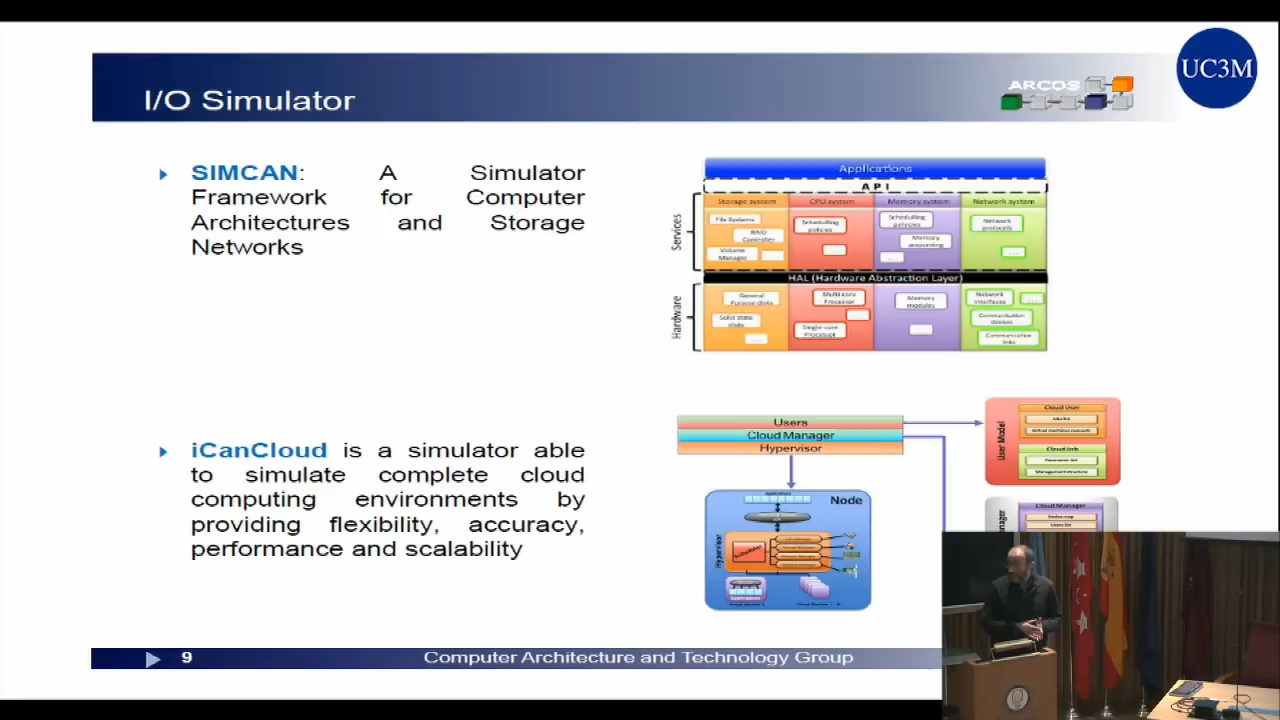 UC3M
ARCOS
I/O Simulator
SIMCAN: A Simulator
Framework for Computer
Architectures and Storage
Networks
Applications
API
Services
Storage system
CPU system
Memory system
Network system
File Systems
RAID Controller
Volume Manager
...
Scheduling policies
...
Scheduling policies
Memory accounting
...
Network protocols
...
HAL (Hardware Abstraction Layer)
Hardware
General Purpose disks
Solid state disks
...
Multi-core Processor
...
Single-core Processor
Memory modules
...
Network Interfaces
...
Communication devices
Communication links
iCanCloud is a simulator able
to simulate complete cloud
computing environments by
providing flexibility, accuracy,
performance and scalability
Users
Cloud Manager
Hypervisor
Node
Applications
Hypervisor
Scheduler
User Model
Cloud User
Cloud Job
Management structure
Cloud Manager
9
Computer Architecture and Technology Group